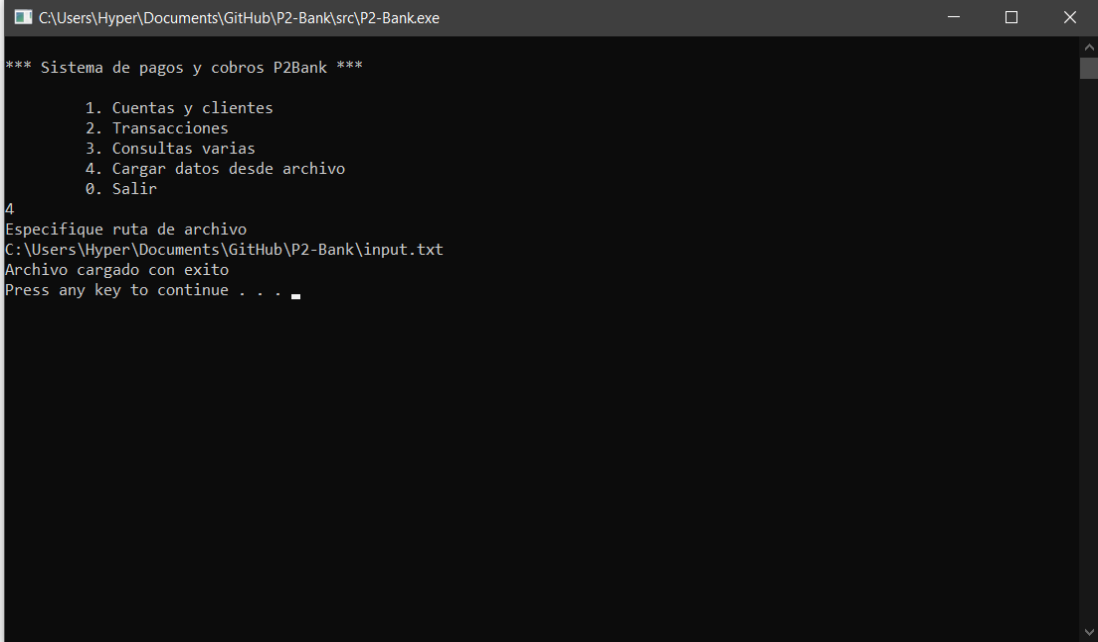 C:\Users\Hyper\Documents\GitHub\P2-Bank\src\P2-Bank.exe
*** Sistema de pagos y cobros P2Bank ***
1. Cuentas y clientes
2. Transacciones
3. Consultas varias
4. Cargar datos desde archivo
0. Salir
4
Especifique ruta de archivo
C:\Users\Hyper\Documents\GitHub\P2-Bank\input.txt
Archivo cargado con exito
Press any key to continue . . .